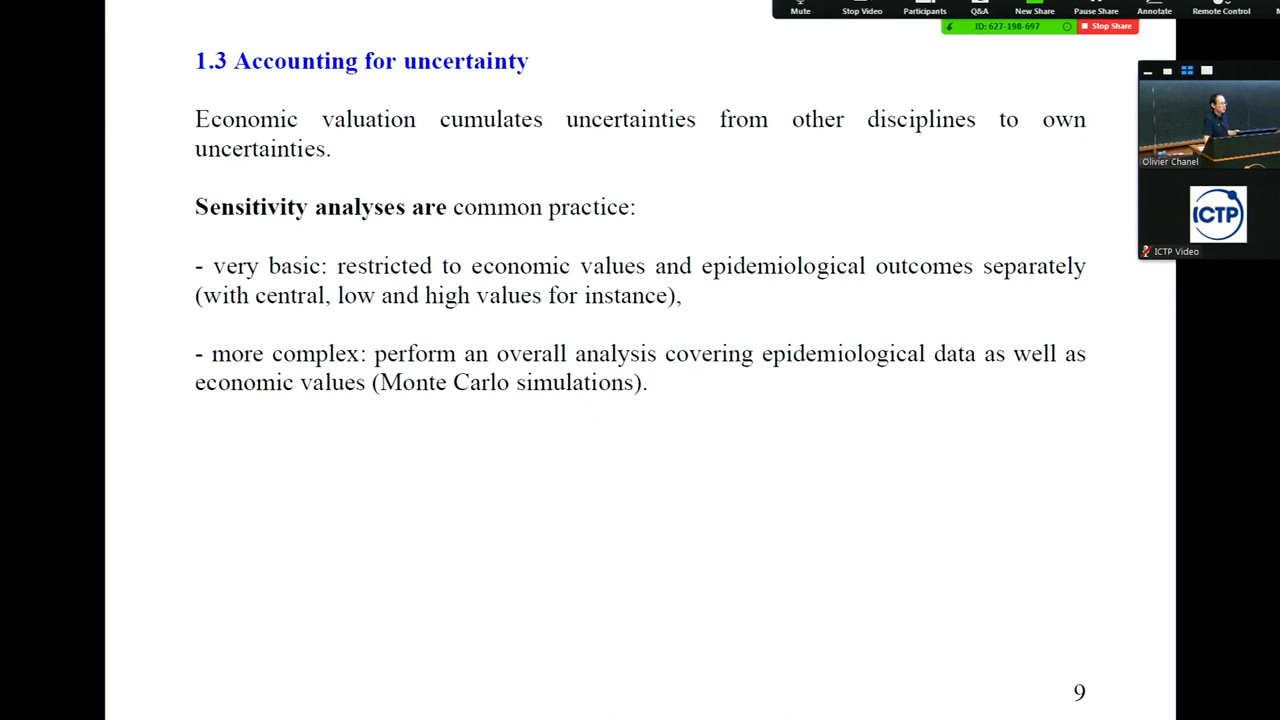 Mute
Stop Video
Participants
Q&A
New Share
Pause Share
Annotate
Remote Control
ID: 627-198-697
Stop Share
1.3 Accounting for uncertainty
Economic valuation cumulates uncertainties from other disciplines to own
uncertainties.
Sensitivity analyses are common practice:
- very basic: restricted to economic values and epidemiological outcomes separately
(with central, low and high values for instance),
- more complex: perform an overall analysis covering epidemiological data as well as
economic values (Monte Carlo simulations).
9
Olivier Chanel
ICTP
ICTP Video